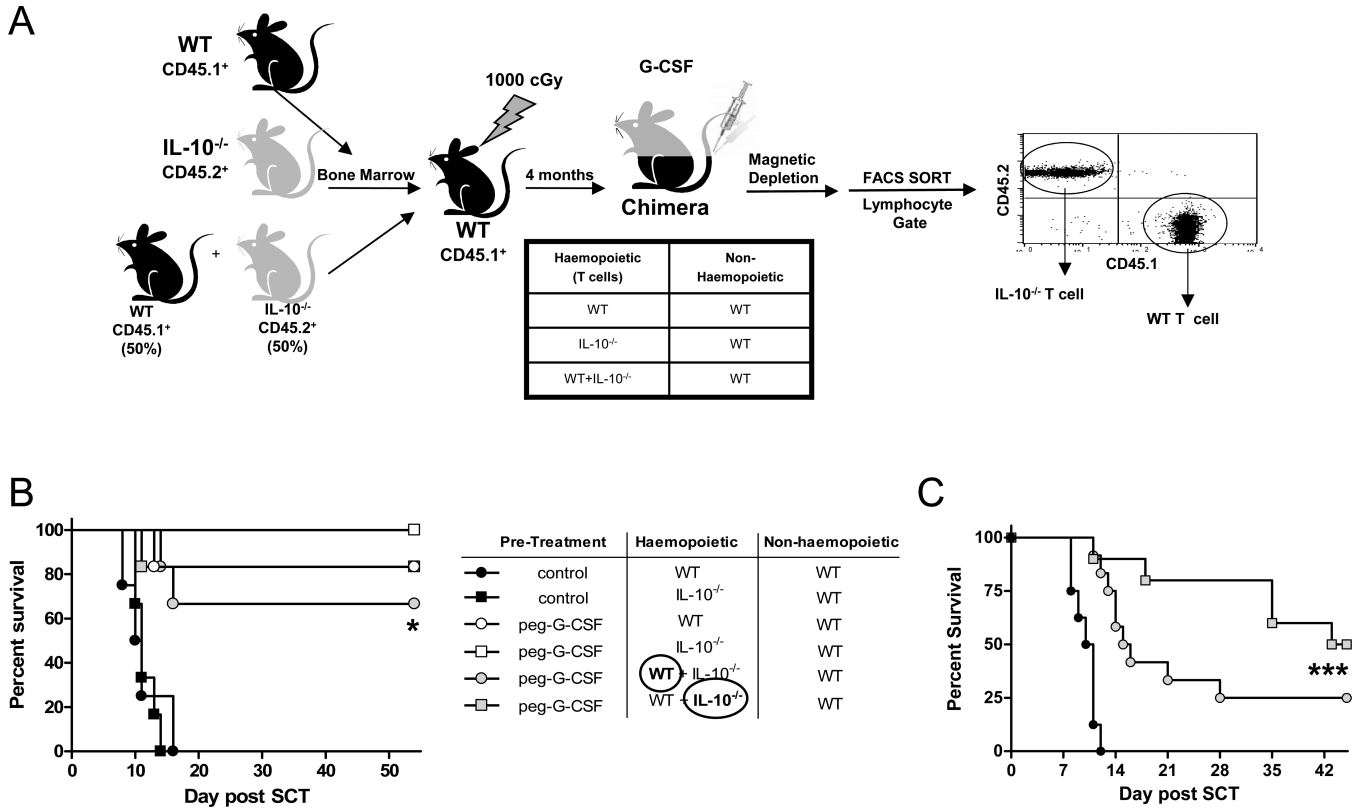 A
WT
CD45.1⁺
IL-10⁻/⁻
CD45.2⁺
WT
CD45.1⁺
(50%)
+
IL-10⁻/⁻
CD45.2⁺
(50%)
Bone Marrow
1000 cGy
WT
CD45.1⁺
4 months
G-CSF
Chimera
Haemopoietic (T cells)
Non-Haemopoietic
WT WT
IL-10⁻/⁻ WT
WT+IL-10⁻/⁻ WT
Magnetic
Depletion
FACS SORT
Lymphocyte
Gate
CD45.2
0 1 2 4
CD45.1
IL-10⁻/⁻ T cell
WT T cell
B
Percent survival
100
80
60
40
20
0
*
0 10 20 30 40 50
Day post SCT
Pre-Treatment Haemopoietic Non-haemopoietic
control WT WT
control IL-10⁻/⁻ WT
peg-G-CSF WT WT
peg-G-CSF IL-10⁻/⁻ WT
peg-G-CSF WT + IL-10⁻/⁻ WT
peg-G-CSF WT + IL-10⁻/⁻ WT
C
Percent Survival
100
75
50
25
0
***
0 7 14 21 28 35 42
Day post SCT